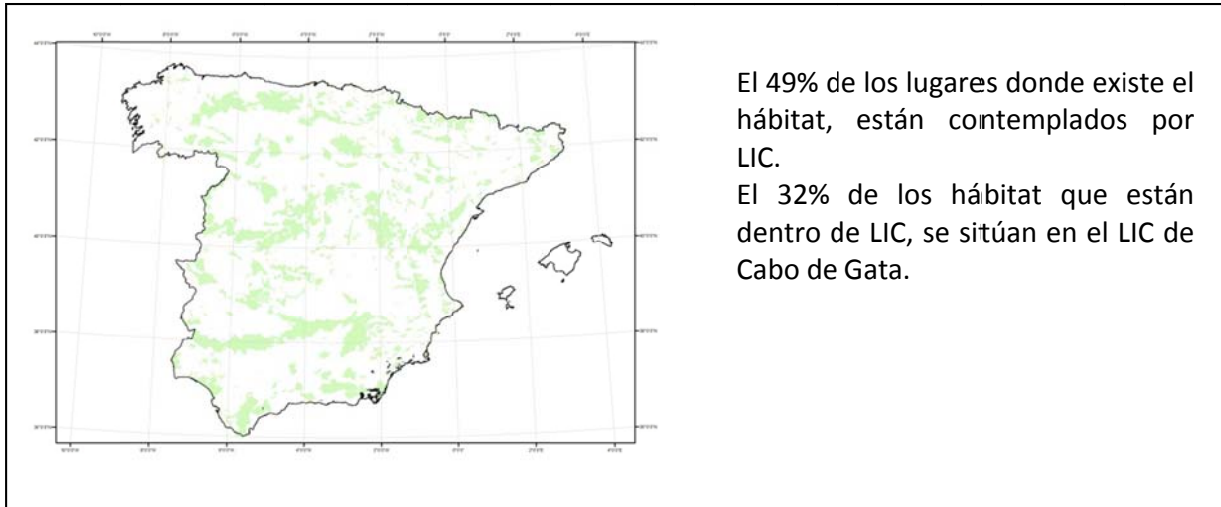 El 49% de los lugares donde existe el
hábitat, están contemplados por
LIC.
El 32% de los hábitat que están
dentro de LIC, se sitúan en el LIC de
Cabo de Gata.